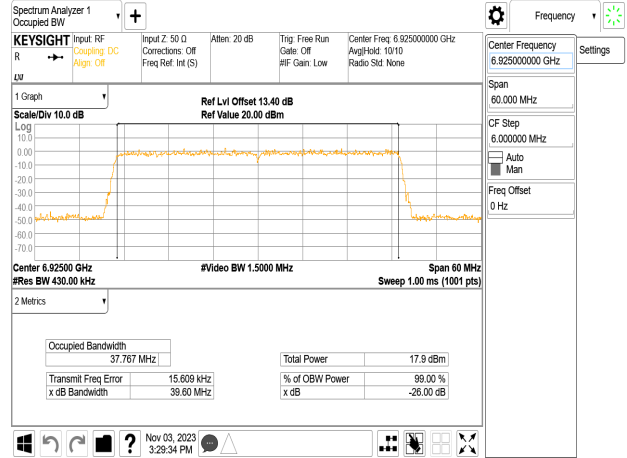 Spectrum Analyzer 1
Occupied BW
Frequency
KEYSIGHT
R
Input: RF
Coupling: DC
Align: Off
Input Z: 50 Ω
Corrections: Off
Freq Ref: Int (S)
Atten: 20 dB
Trig: Free Run
Gate: Off
#IF Gain: Low
Center Freq: 6.925000000 GHz
Avg|Hold: 10/10
Radio Std: None
Center Frequency
6.925000000 GHz
Settings
Span
60.000 MHz
CF Step
6.000000 MHz
Auto
Man
Freq Offset
0 Hz
1 Graph
Scale/Div 10.0 dB
Ref Lvl Offset 13.40 dB
Ref Value 20.00 dBm
Log
10.0
0.00
-10.0
-20.0
-30.0
-40.0
-50.0
-60.0
-70.0
Center 6.92500 GHz
#Video BW 1.5000 MHz
Span 60 MHz
#Res BW 430.00 kHz
Sweep 1.00 ms (1001 pts)
2 Metrics
Occupied Bandwidth
37.767 MHz
Total Power 17.9 dBm
Transmit Freq Error 15.609 kHz
% of OBW Power 99.00 %
x dB Bandwidth 39.60 MHz
x dB -26.00 dB
Nov 03, 2023
3:29:34 PM